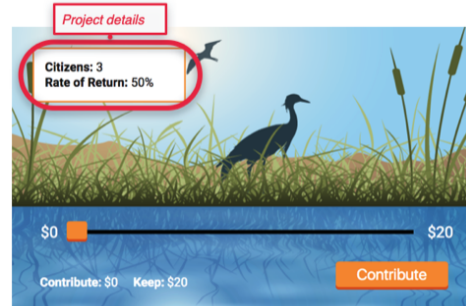 Project details
Citizens: 3
Rate of Return: 50%
$0
$20
Contribute: $0 Keep: $20
Contribute